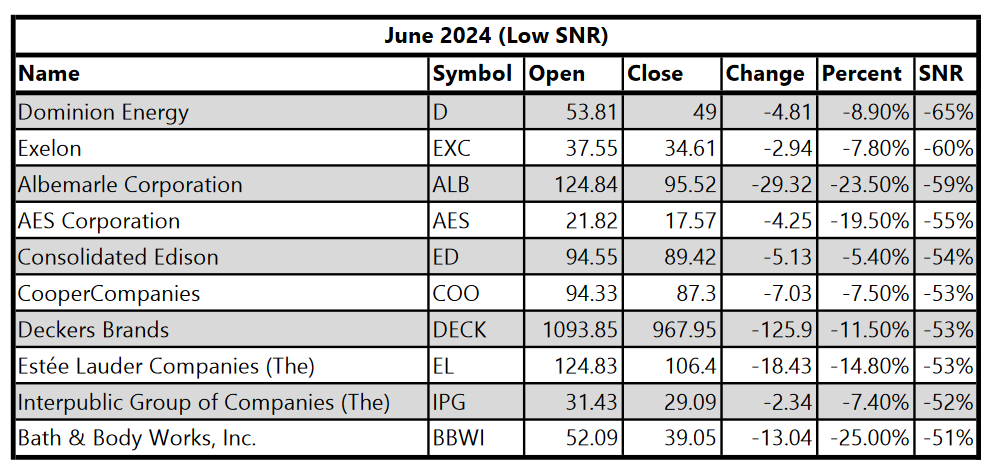 June 2024 (Low SNR)
Name Symbol Open Close Change Percent SNR
Dominion Energy D 53.81 49 -4.81 -8.90% -65%
Exelon EXC 37.55 34.61 -2.94 -7.80% -60%
Albemarle Corporation ALB 124.84 95.52 -29.32 -23.50% -59%
AES Corporation AES 21.82 17.57 -4.25 -19.50% -55%
Consolidated Edison ED 94.55 89.42 -5.13 -5.40% -54%
CooperCompanies COO 94.33 87.3 -7.03 -7.50% -53%
Deckers Brands DECK 1093.85 967.95 -125.9 -11.50% -53%
Estée Lauder Companies (The) EL 124.83 106.4 -18.43 -14.80% -53%
Interpublic Group of Companies (The) IPG 31.43 29.09 -2.34 -7.40% -52%
Bath & Body Works, Inc. BBWI 52.09 39.05 -13.04 -25.00% -51%